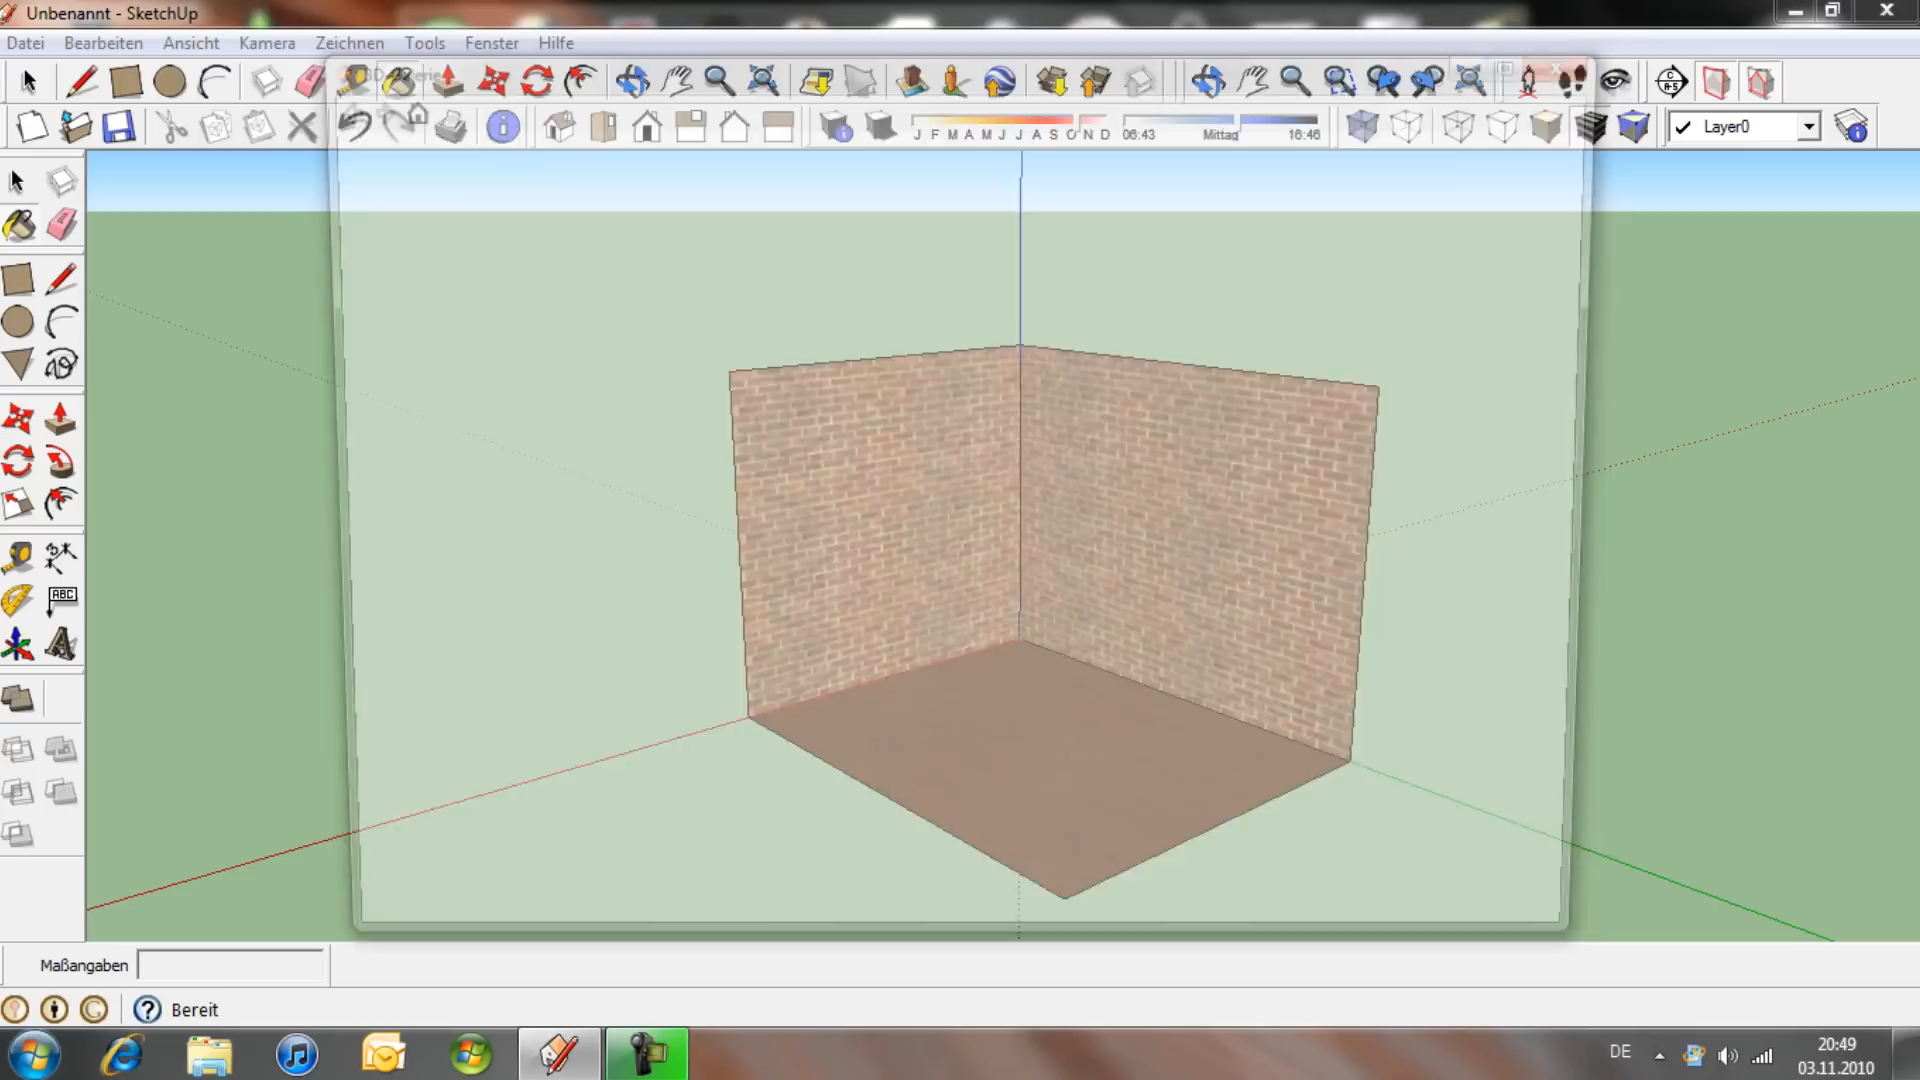 Unbenannt - SketchUp
Datei Bearbeiten Ansicht Kamera Zeichnen Tools Fenster Hilfe
J F M A M J J A S O N D 06:43 Mittag 16:46
Layer0
ABC
Maßangaben
Bereit
DE
20:49
03.11.2010